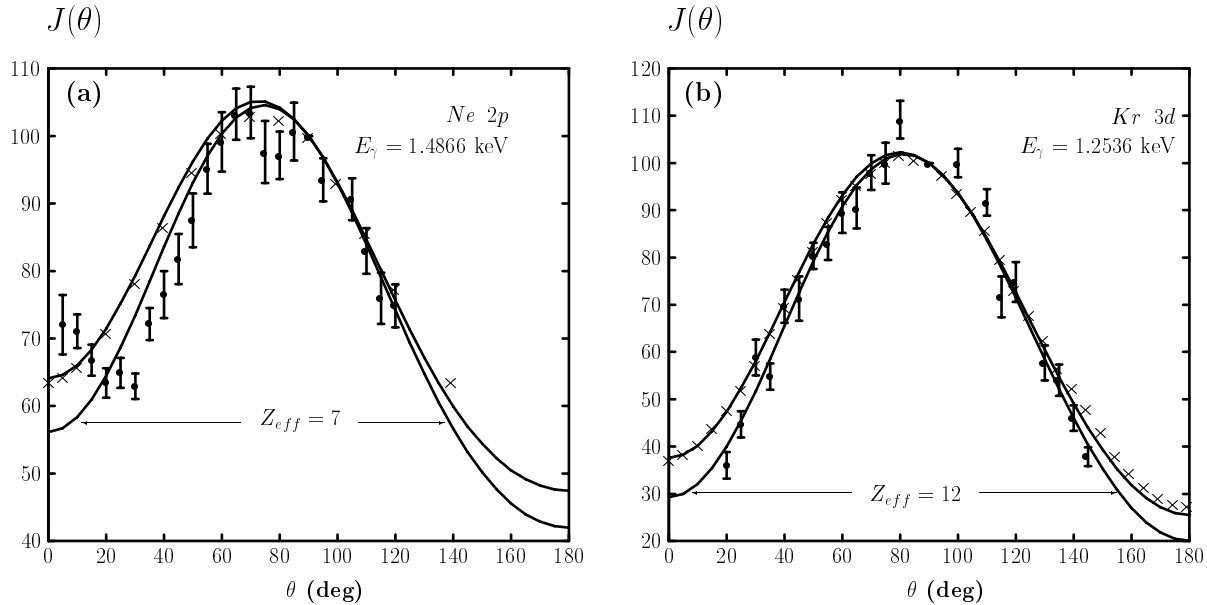 J(θ)
110
100
90
80
70
60
50
40
(a)
Ne 2p
E_γ = 1.4866 keV
Z_eff = 7
0 20 40 60 80 100 120 140 160 180
θ (deg)
J(θ)
120
110
100
90
80
70
60
50
40
30
20
(b)
Kr 3d
E_γ = 1.2536 keV
Z_eff = 12
0 20 40 60 80 100 120 140 160 180
θ (deg)